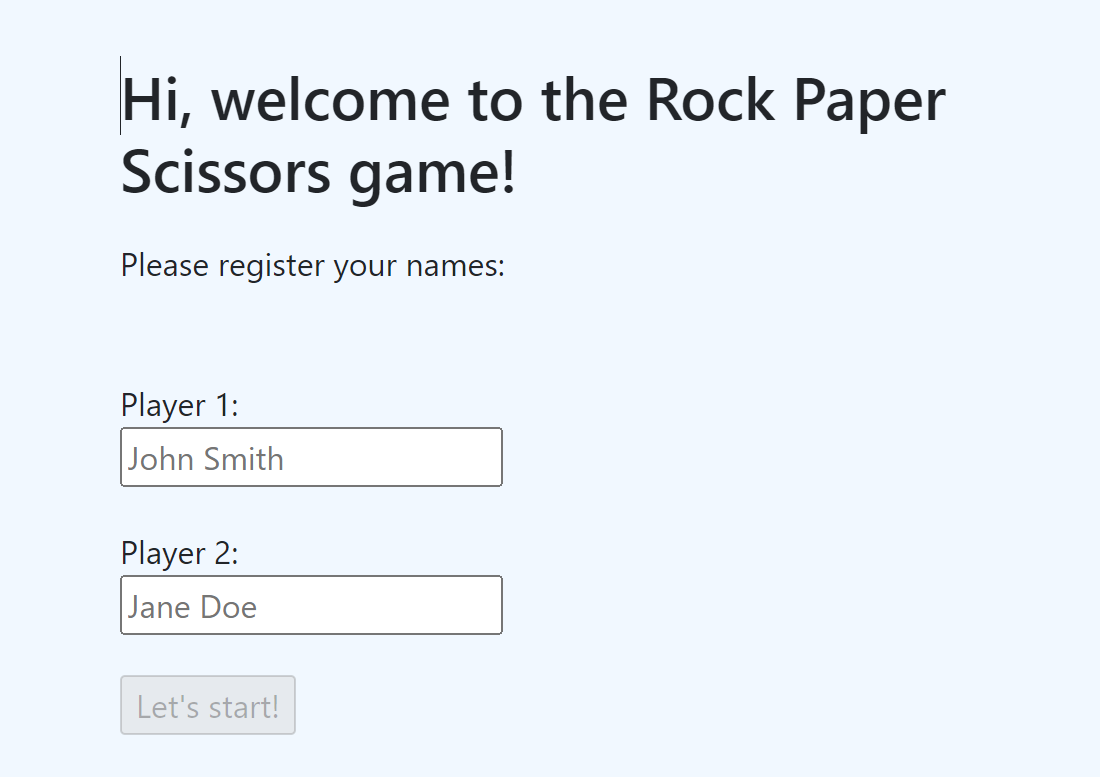 Hi, welcome to the Rock Paper
Scissors game!
Please register your names:
Player 1:
John Smith
Player 2:
Jane Doe
Let's start!